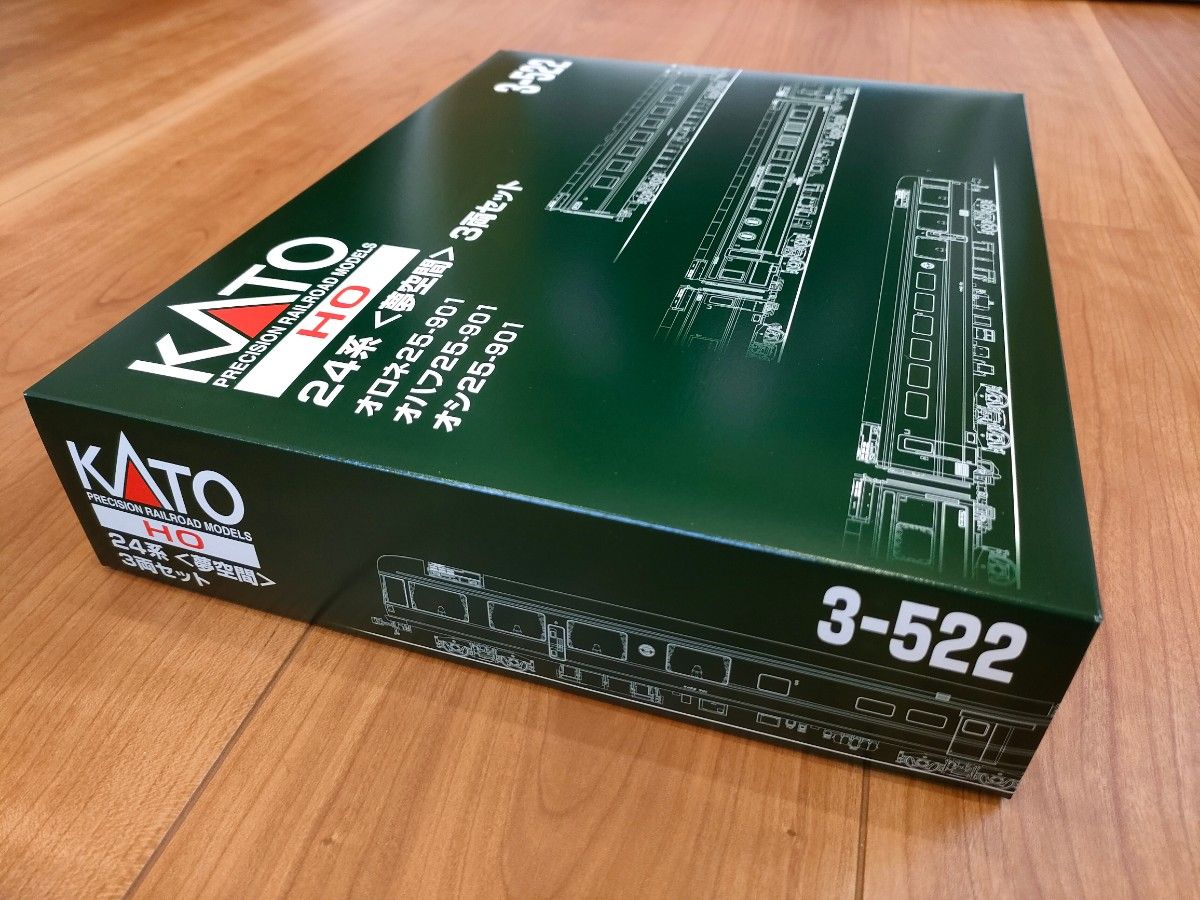 3-522
KATO
PRECISION RAILROAD MODELS
HO
24系 <夢空間> 3両セット
オロネ25-901
オハフ25-901
オシ25-901
KATO
PRECISION RAILROAD MODELS
HO
24系 <夢空間>
3両セット
3-522